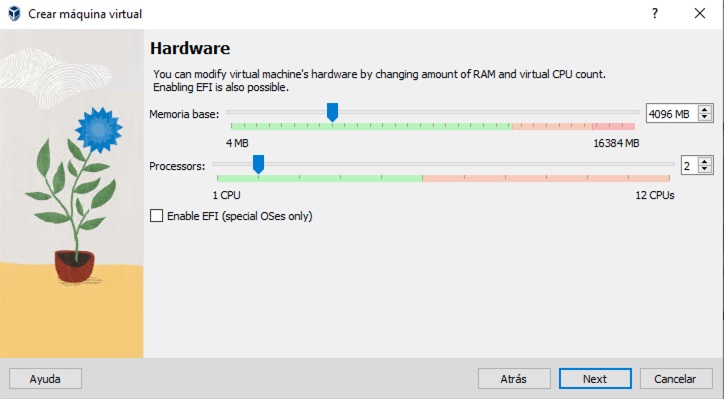 Crear máquina virtual
Hardware
You can modify virtual machine's hardware by changing amount of RAM and virtual CPU count.
Enabling EFI is also possible.
Memoria base: 4096 MB
4 MB 16384 MB
Processors: 2
1 CPU 12 CPUs
Enable EFI (special OSes only)
Ayuda Atrás Next Cancelar